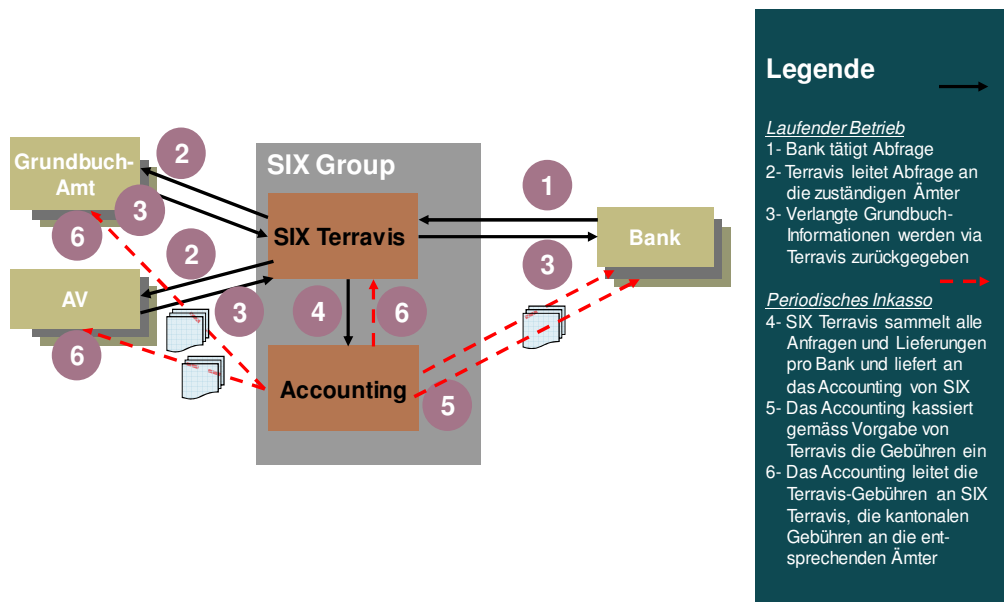 Grundbuch-
Amt
2
3
6
AV
2
3
6
SIX Group
SIX Terravis
4
6
Accounting
5
1
3
Bank
Legende
Laufender Betrieb
1- Bank tätigt Abfrage
2- Terravis leitet Abfrage an
die zuständigen Ämter
3- Verlangte Grundbuch-
Informationen werden via
Terravis zurückgegeben
Periodisches Inkasso
4- SIX Terravis sammelt alle
Anfragen und Lieferungen
pro Bank und liefert an
das Accounting von SIX
5- Das Accounting kassiert
gemäss Vorgabe von
Terravis die Gebühren ein
6- Das Accounting leitet die
Terravis-Gebühren an SIX
Terravis, die kantonalen
Gebühren an die ent-
sprechenden Ämter